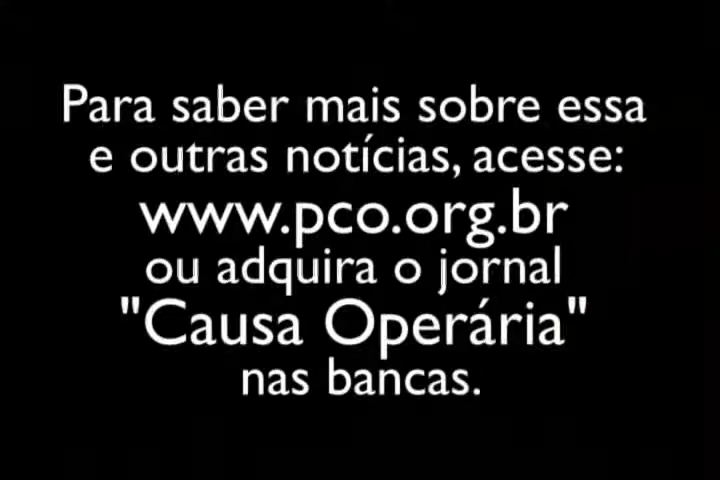 Para saber mais sobre essa
e outras notícias, acesse:
www.pco.org.br
ou adquira o jornal
"Causa Operária"
nas bancas.